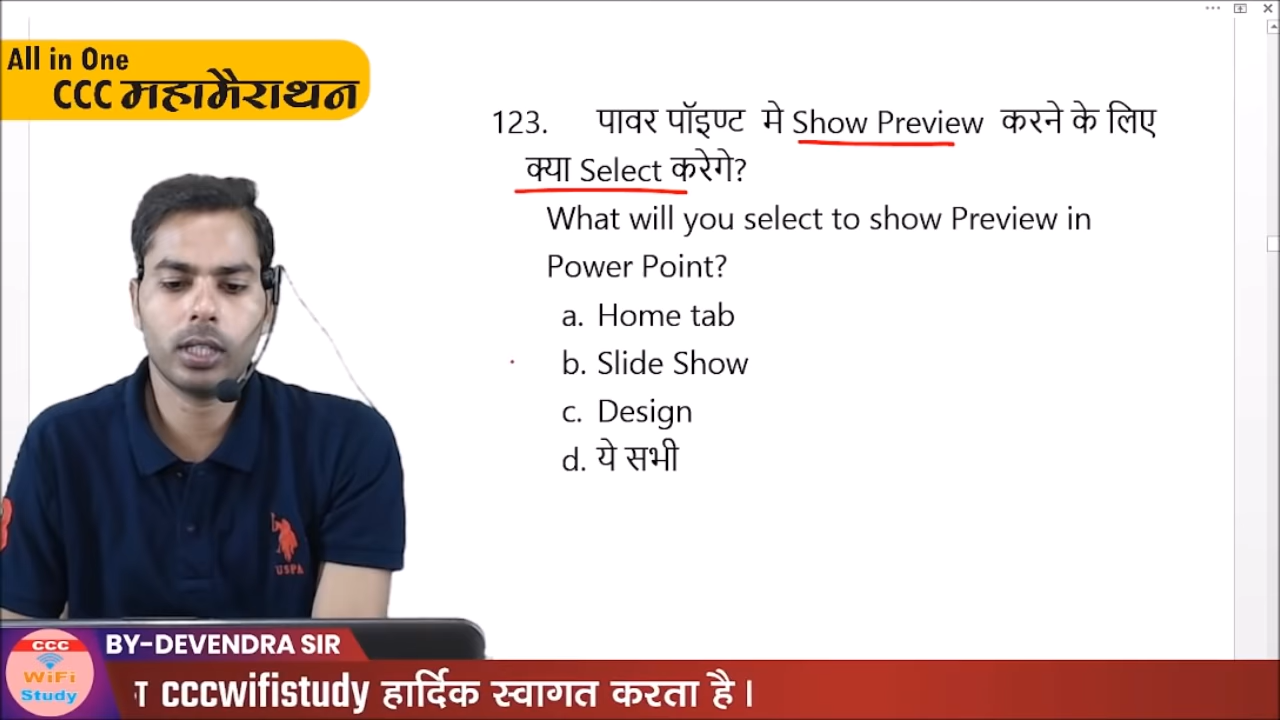 All in One
CCC महामैराथन
123. पावर पॉइण्ट मे Show Preview करने के लिए
क्या Select करेगे?
What will you select to show Preview in
Power Point?
a. Home tab
b. Slide Show
c. Design
d. ये सभी
USPA
BY-DEVENDRA SIR
CCC
WiFi
Study
cccwifistudy हार्दिक स्वागत करता है।